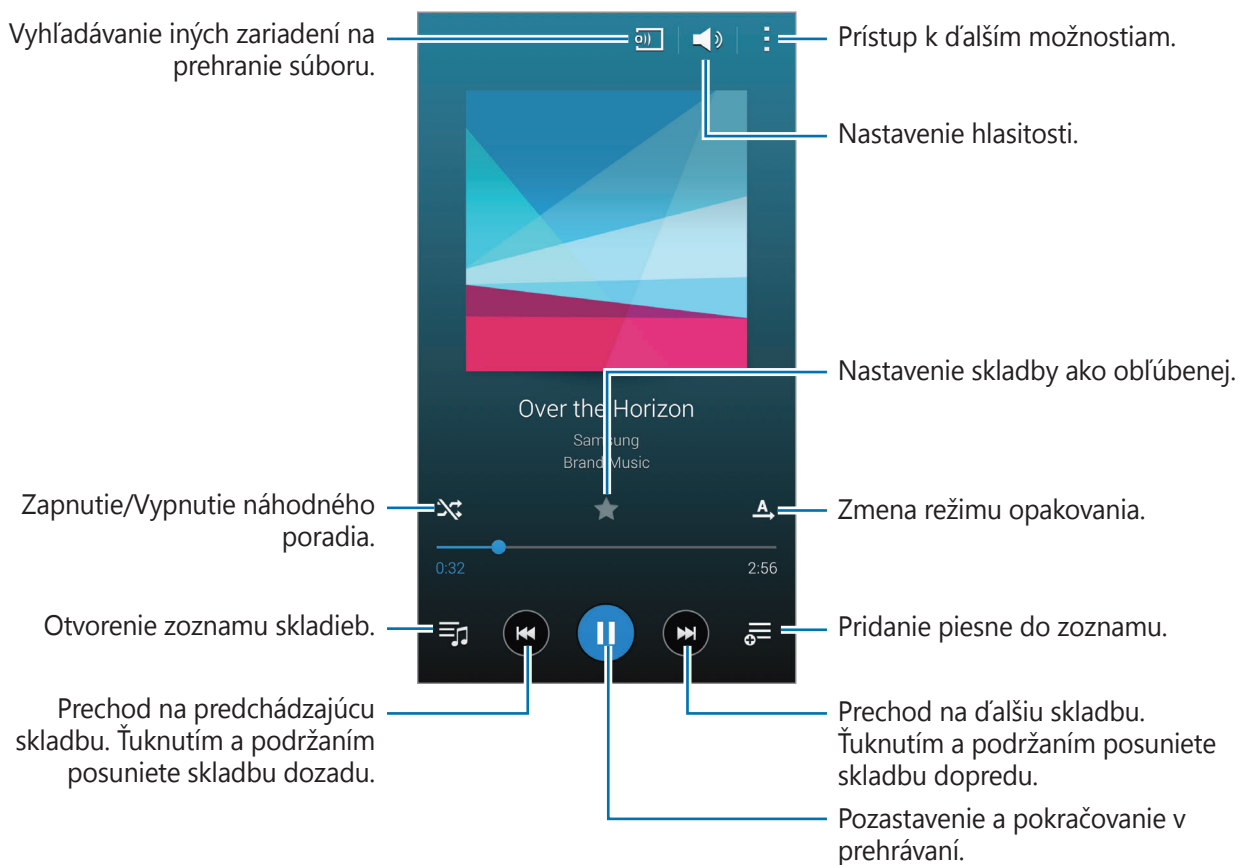 Vyhľadávanie iných zariadení na
prehranie súboru.
Prístup k ďalším možnostiam.
Nastavenie hlasitosti.
Nastavenie skladby ako obľúbenej.
Over the Horizon
Samsung
Brand Music
Zapnutie/Vypnutie náhodného
poradia.
A
Zmena režimu opakovania.
0:32
2:56
Otvorenie zoznamu skladieb.
Pridanie piesne do zoznamu.
Prechod na predchádzajúcu
skladbu. Ťuknutím a podržaním
posuniete skladbu dozadu.
Prechod na ďalšiu skladbu.
Ťuknutím a podržaním posuniete
skladbu dopredu.
Pozastavenie a pokračovanie v
prehrávaní.